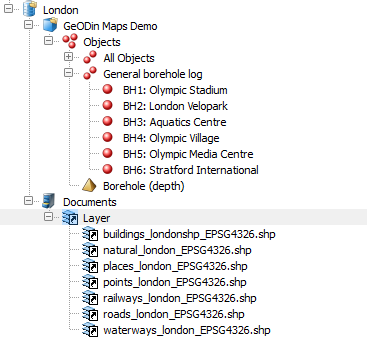 London
GeODin Maps Demo
Objects
All Objects
General borehole log
BH1: Olympic Stadium
BH2: London Velopark
BH3: Aquatics Centre
BH4: Olympic Village
BH5: Olympic Media Centre
BH6: Stratford International
Borehole (depth)
Documents
Layer
buildings_londonshp_EPSG4326.shp
natural_london_EPSG4326.shp
places_london_EPSG4326.shp
points_london_EPSG4326.shp
railways_london_EPSG4326.shp
roads_london_EPSG4326.shp
waterways_london_EPSG4326.shp